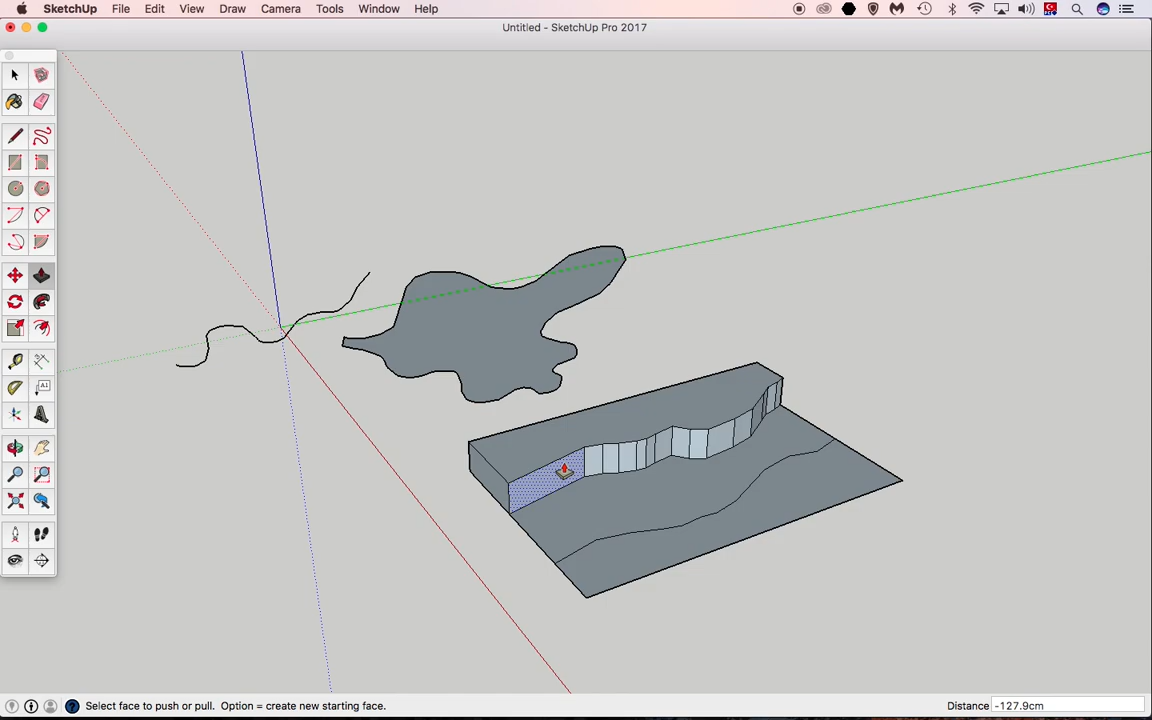 SketchUp File Edit View Draw Camera Tools Window Help
Untitled - SketchUp Pro 2017
A1
Select face to push or pull. Option = create new starting face.
Distance -127.9cm